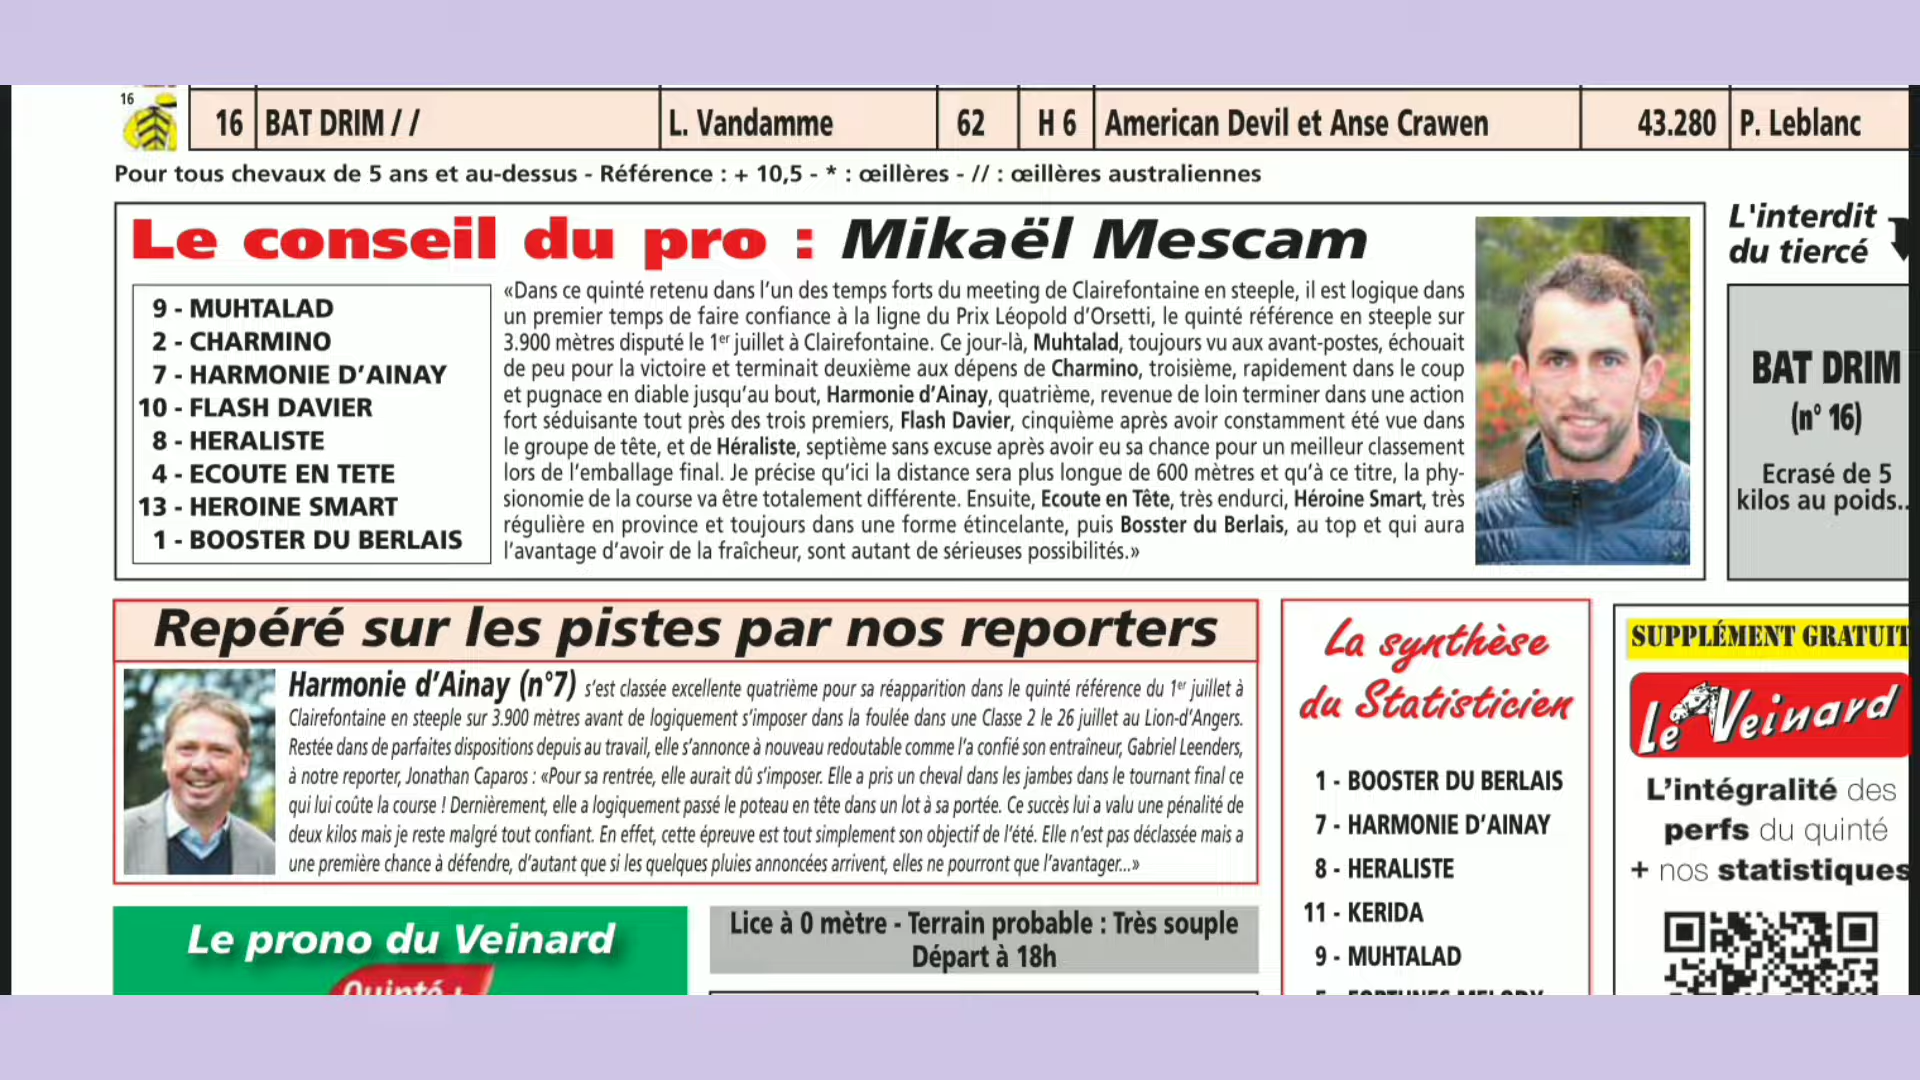 16
16 BAT DRIM // L. Vandamme 62 H 6 American Devil et Anse Crawen 43.280 P. Leblanc
Pour tous chevaux de 5 ans et au-dessus - Référence : + 10,5 - * : œillères - // : œillères australiennes
Le conseil du pro : Mikaël Mescam
9 - MUHTALAD
2 - CHARMINO
7 - HARMONIE D'AINAY
10 - FLASH DAVIER
8 - HERALISTE
4 - ECOUTE EN TETE
13 - HEROINE SMART
1 - BOOSTER DU BERLAIS
«Dans ce quinté retenu dans l'un des temps forts du meeting de Clairefontaine en steeple, il est logique dans
un premier temps de faire confiance à la ligne du Prix Léopold d'Orsetti, le quinté référence en steeple sur
3.900 mètres disputé le 1er juillet à Clairefontaine. Ce jour-là, Muhtalad, toujours vu aux avant-postes, échouait
de peu pour la victoire et terminait deuxième aux dépens de Charmino, troisième, rapidement dans le coup
et pugnace en diable jusqu'au bout, Harmonie d'Ainay, quatrième, revenue de loin terminer dans une action
fort séduisante tout près des trois premiers, Flash Davier, cinquième après avoir constamment été vue dans
le groupe de tête, et de Héraliste, septième sans excuse après avoir eu sa chance pour un meilleur classement
lors de l'emballage final. Je précise qu'ici la distance sera plus longue de 600 mètres et qu'à ce titre, la phy-
sionomie de la course va être totalement différente. Ensuite, Ecoute en Tête, très endurci, Héroine Smart, très
régulière en province et toujours dans une forme étincelante, puis Bosster du Berlais, au top et qui aura
l'avantage d'avoir de la fraîcheur, sont autant de sérieuses possibilités.»
L'interdit
du tiercé
BAT DRIM
(n° 16)
Ecrasé de 5
kilos au poids..
Repéré sur les pistes par nos reporters
Harmonie d'Ainay (n°7) s'est classée excellente quatrième pour sa réapparition dans le quinté référence du 1er juillet à
Clairefontaine en steeple sur 3.900 mètres avant de logiquement s'imposer dans la foulée dans une Classe 2 le 26 juillet au Lion-d'Angers.
Restée dans de parfaites dispositions depuis au travail, elle s'annonce à nouveau redoutable comme l'a confié son entraîneur, Gabriel Leenders,
à notre reporter, Jonathan Caparos : «Pour sa rentrée, elle aurait dû s'imposer. Elle a pris un cheval dans les jambes dans le tournant final ce
qui lui coûte la course ! Dernièrement, elle a logiquement passé le poteau en tête dans un lot à sa portée. Ce succès lui a valu une pénalité de
deux kilos mais je reste malgré tout confiant. En effet, cette épreuve est tout simplement son objectif de l'été. Elle n'est pas déclassée mais a
une première chance à défendre, d'autant que si les quelques pluies annoncées arrivent, elles ne pourront que l'avantager...»
La synthèse
du Statisticien
1 - BOOSTER DU BERLAIS
7 - HARMONIE D'AINAY
8 - HERALISTE
11 - KERIDA
9 - MUHTALAD
SUPPLÉMENT GRATUIT
Le Veinard
L'intégralité des
perfs du quinté
+ nos statistiques
Le prono du Veinard
Quinté +
Lice à 0 mètre - Terrain probable : Très souple
Départ à 18h